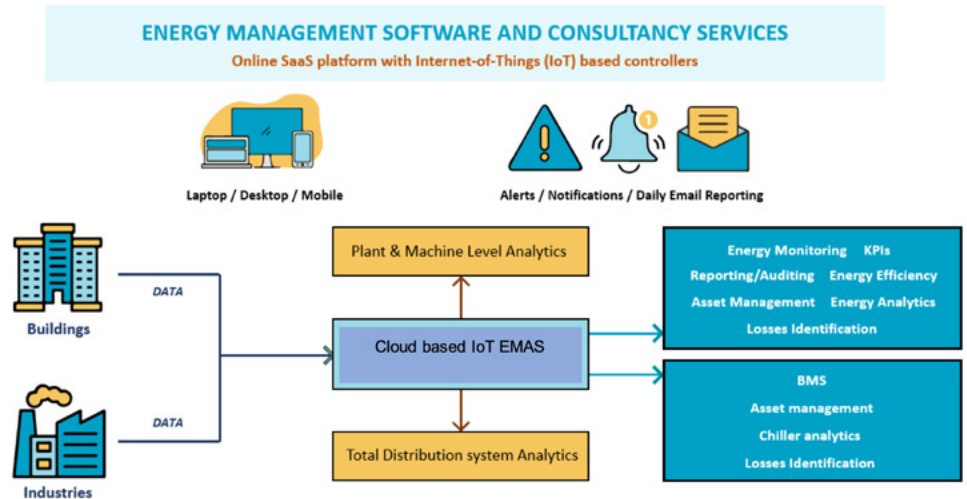 ENERGY MANAGEMENT SOFTWARE AND CONSULTANCY SERVICES
Online SaaS platform with Internet-of-Things (IoT) based controllers
1
Laptop / Desktop / Mobile
Alerts / Notifications / Daily Email Reporting
Buildings
DATA
Industries
DATA
Plant & Machine Level Analytics
Cloud based IoT EMAS
Total Distribution system Analytics
Energy Monitoring KPIs
Reporting/Auditing Energy Efficiency
Asset Management Energy Analytics
Losses Identification
BMS
Asset management
Chiller analytics
Losses Identification